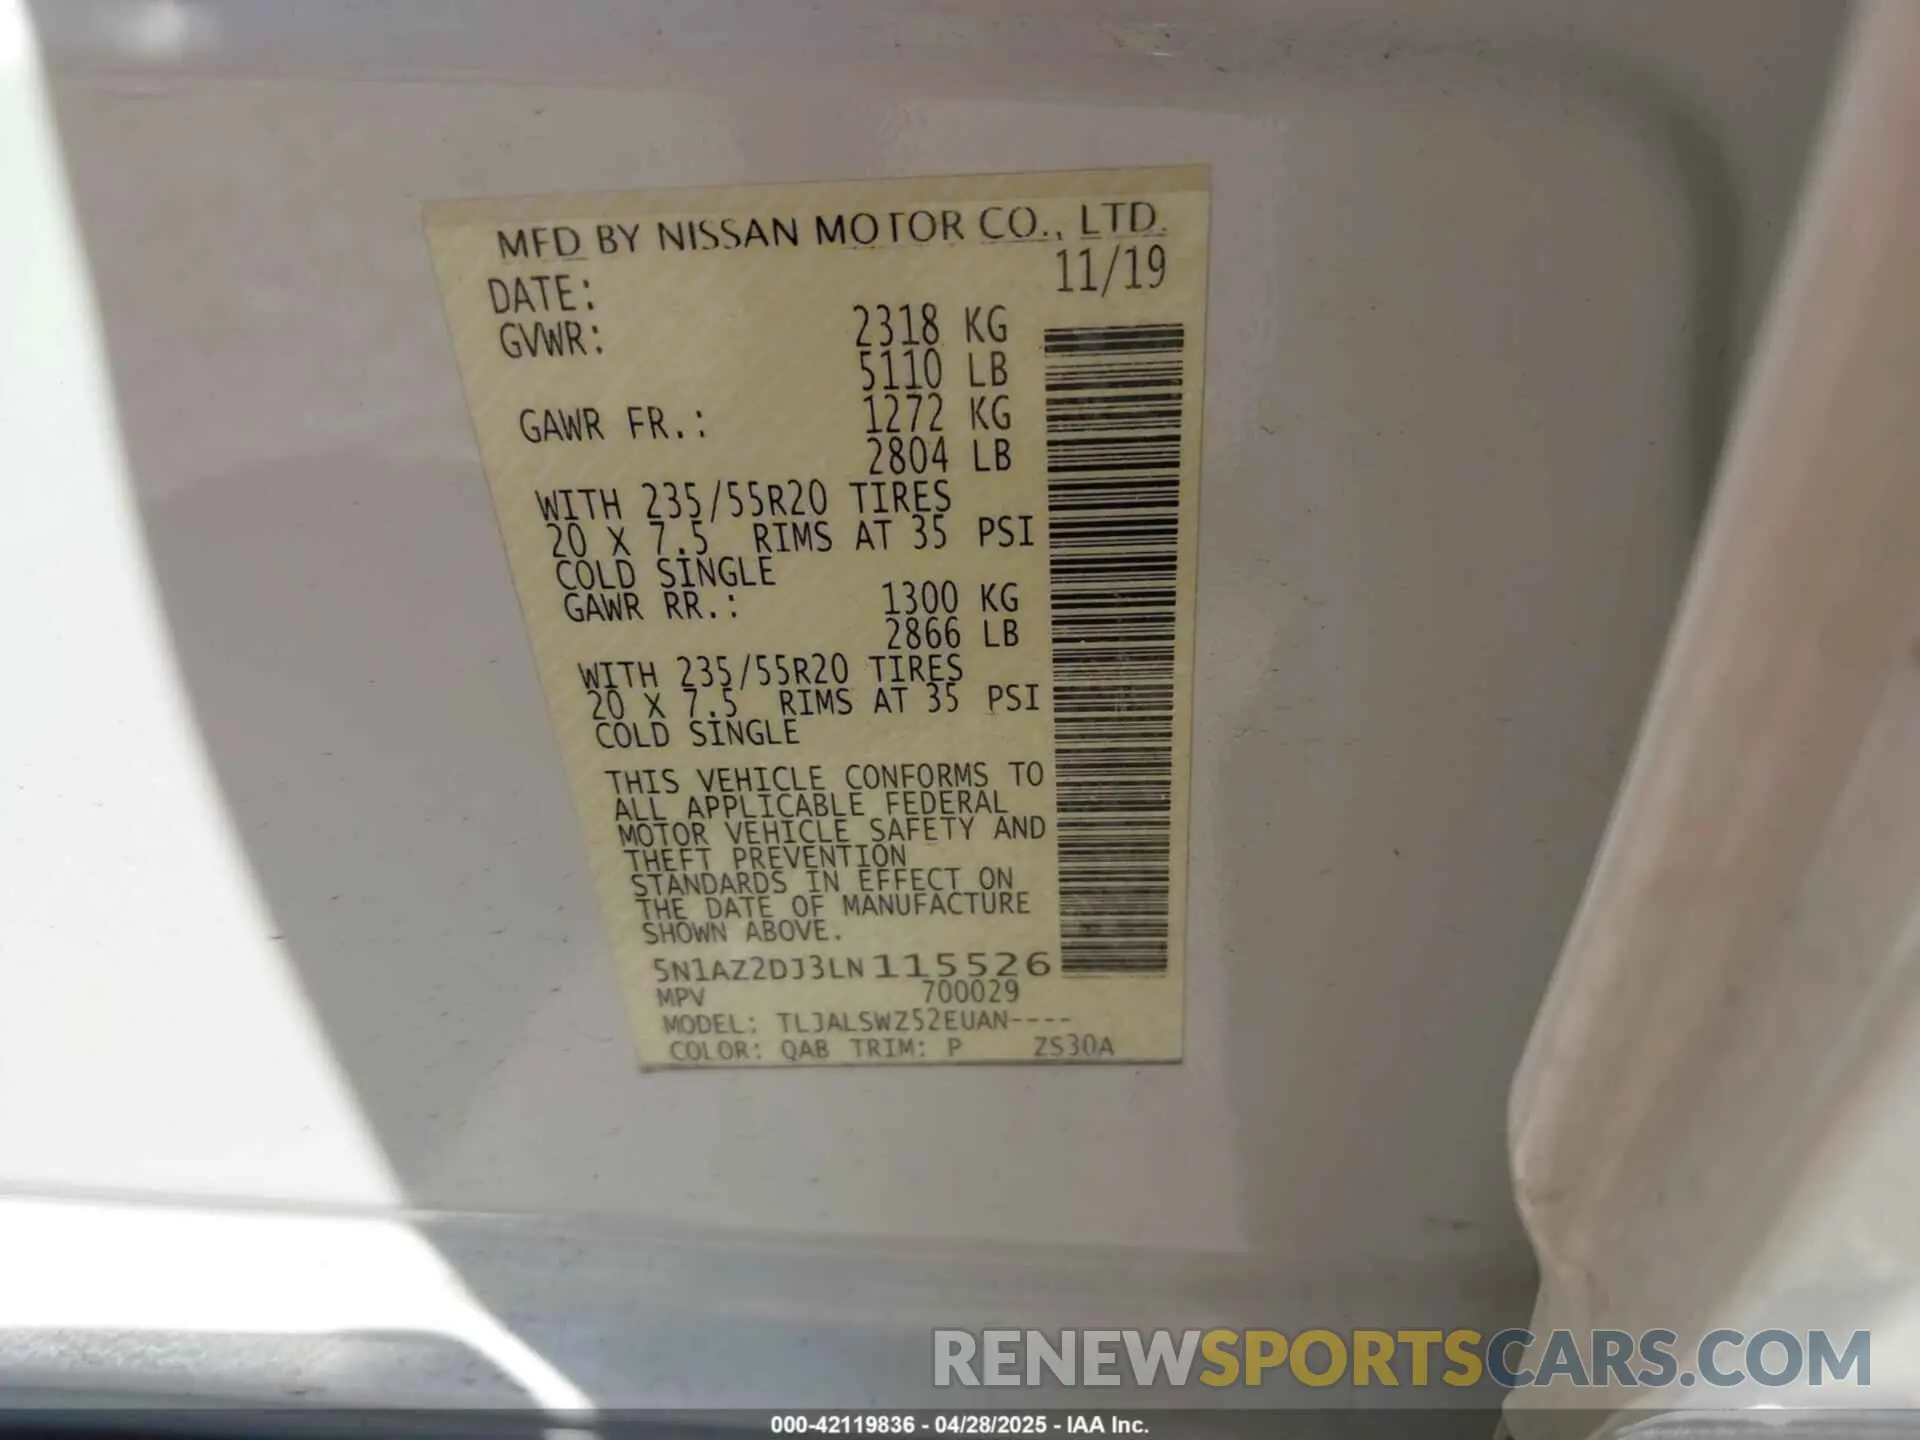 MFD BY NISSAN MOTOR CO., LTD.
DATE: 11/19
GVWR: 2318 KG
5110 LB
GAWR FR.: 1272 KG
2804 LB
WITH 235/55R20 TIRES
20 X 7.5 RIMS AT 35 PSI
COLD SINGLE
GAWR RR.: 1300 KG
2866 LB
WITH 235/55R20 TIRES
20 X 7.5 RIMS AT 35 PSI
COLD SINGLE
THIS VEHICLE CONFORMS TO
ALL APPLICABLE FEDERAL
MOTOR VEHICLE SAFETY AND
THEFT PREVENTION
STANDARDS IN EFFECT ON
THE DATE OF MANUFACTURE
SHOWN ABOVE.
5N1AZ2DJ3LN115526
MPV 700029
MODEL: TLJALSWZ52EUAN----
COLOR: QAB TRIM: P ZS30A
RENEWSPORTSCARS.COM
000-42119836 - 04/28/2025 - IAA Inc.